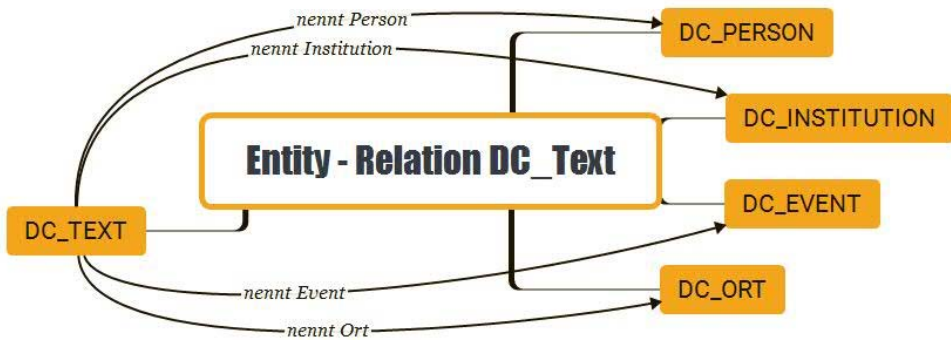 nennt Person
DC_PERSON
nennt Institution
DC_INSTITUTION
Entity - Relation DC_Text
DC_EVENT
DC_TEXT
nennt Event
DC_ORT
nennt Ort